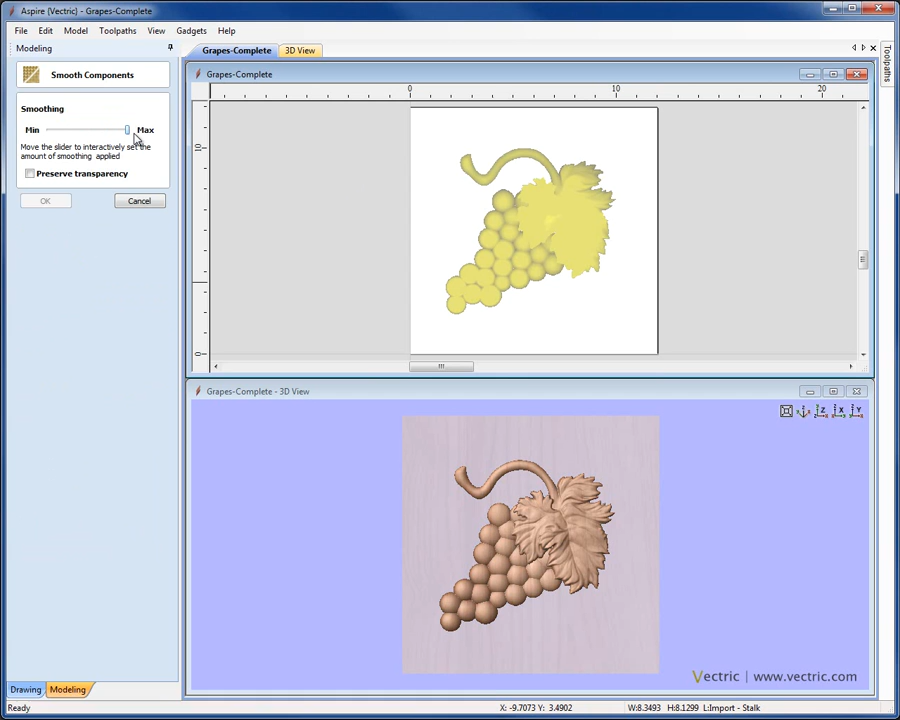 Aspire {Vectric} - Grapes-Complete
File Edit Model Toolpaths View Gadgets Help
Modeling
Smooth Components
Smoothing
Min Max
Move the slider to interactively set the
amount of smoothing applied
Preserve transparency
OK Cancel
Drawing Modeling
Grapes-Complete 3D View
Grapes-Complete
0 10 20
10
0
Grapes-Complete - 3D View
Z X Y
Vectric | www.vectric.com
Toolpaths
Ready X: -9.7073 Y: 3.4902 W:8.3493 H:8.1299 L:Import - Stalk